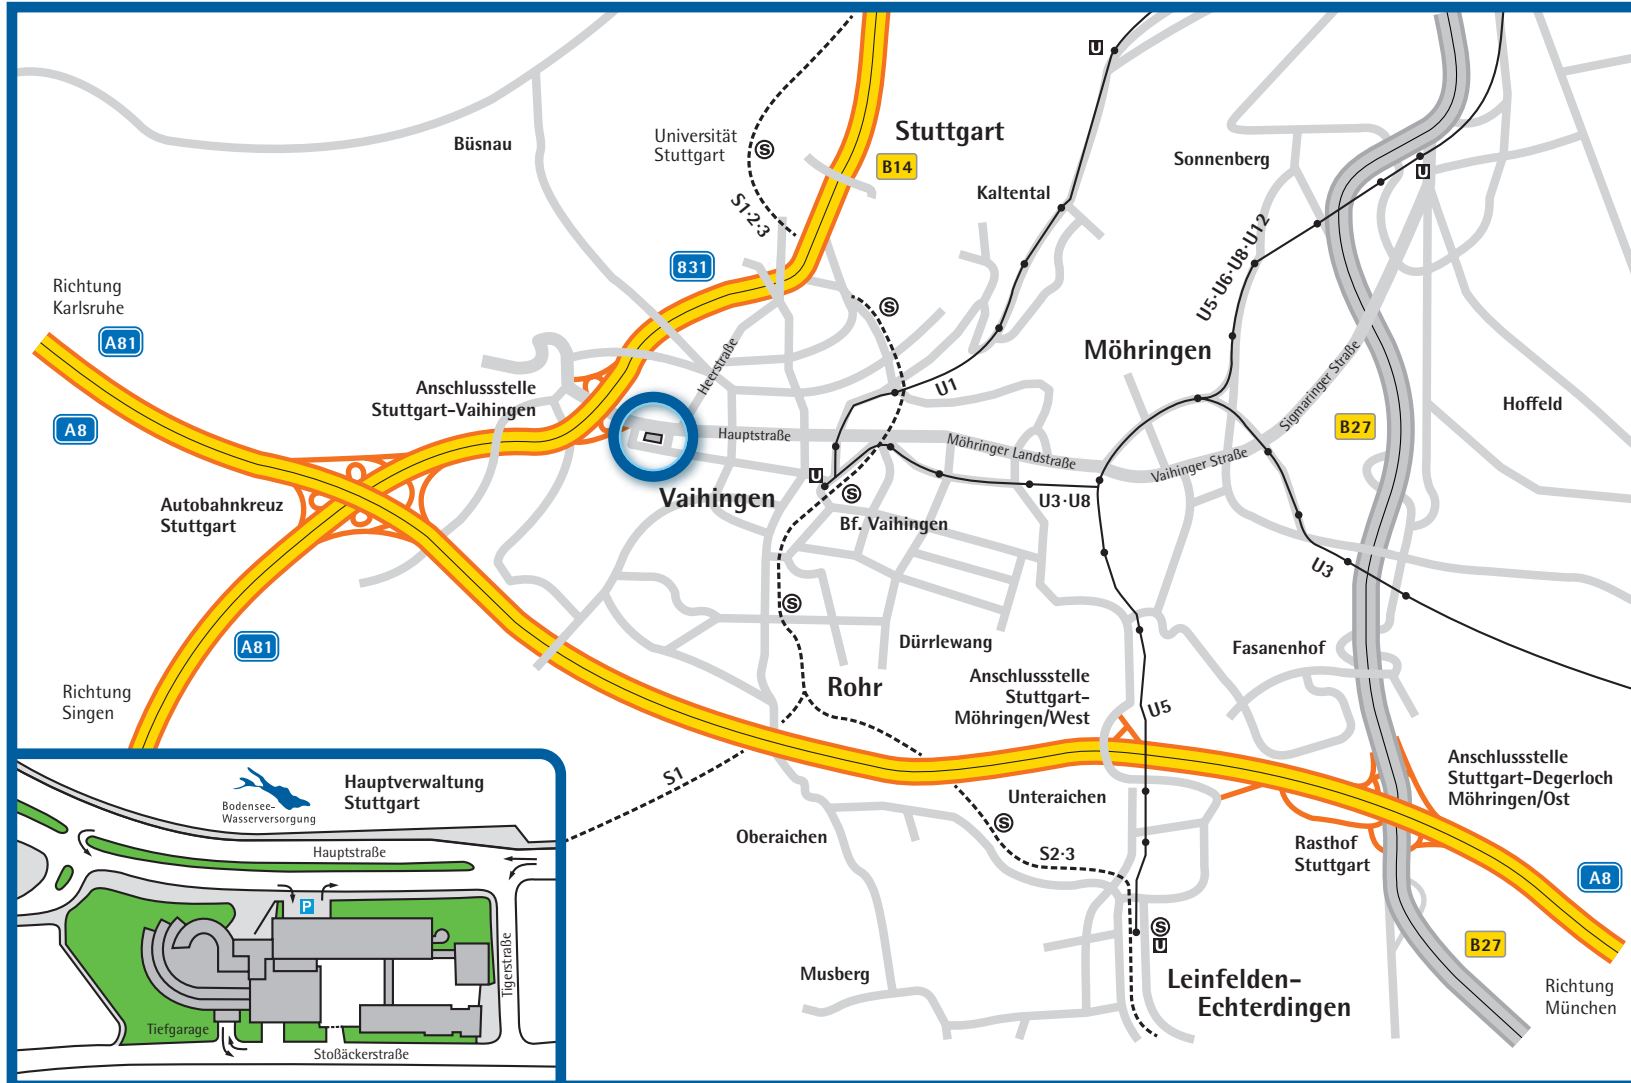 U
Stuttgart
Universität
Stuttgart
S
Büsnau
B14
Sonnenberg
U
Kaltental
S1·2·3
U5·U6·U8·U12
831
Richtung
Karlsruhe
S
A81
Möhringen
Heerstraße
Sigmaringer Straße
Anschlussstelle
Stuttgart-Vaihingen
U1
Hoffeld
A8
B27
Hauptstraße
Möhringer Landstraße
Vaihinger Straße
U
S
Vaihingen
U3·U8
Autobahnkreuz
Stuttgart
Bf. Vaihingen
U3
S
A81
Dürrlewang
Fasanenhof
Anschlussstelle
Stuttgart-
Möhringen/West
Rohr
Richtung
Singen
U5
Anschlussstelle
Stuttgart-Degerloch
Möhringen/Ost
S1
Unteraichen
S
Oberaichen
S2·3
Rasthof
Stuttgart
A8
S
U
B27
Musberg
Leinfelden-
Echterdingen
Richtung
München
Hauptverwaltung
Stuttgart
Bodensee-
Wasserversorgung
Hauptstraße
P
Tigerstraße
Tiefgarage
Stoßäckerstraße